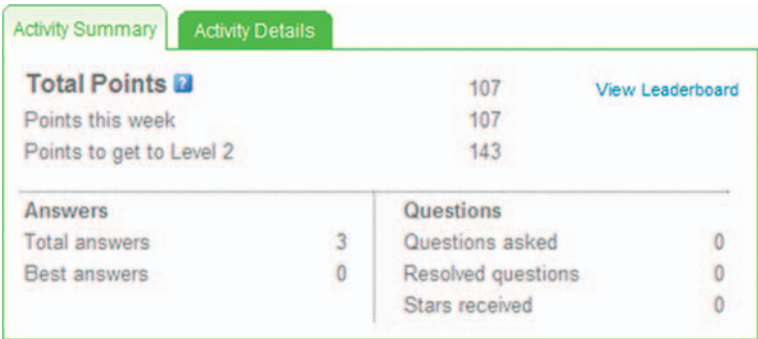 Activity Summary Activity Details
Total Points ? 107 View Leaderboard
Points this week 107
Points to get to Level 2 143
Answers
Total answers 3
Best answers 0
Questions
Questions asked 0
Resolved questions 0
Stars received 0